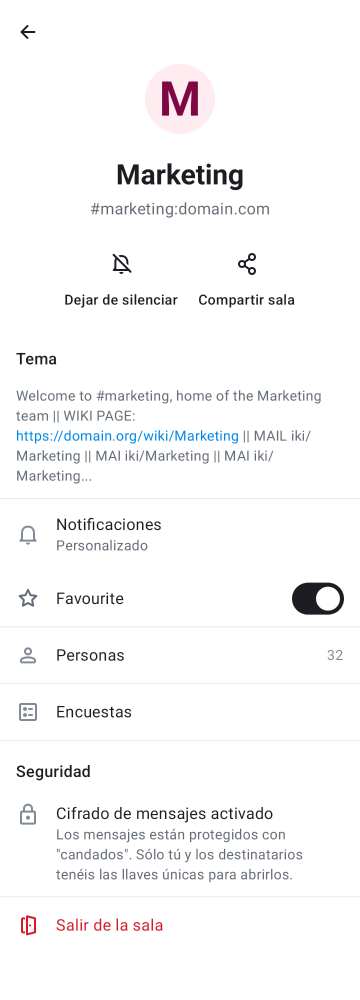 M
Marketing
#marketing:domain.com
Dejar de silenciar
Compartir sala
Tema
Welcome to #marketing, home of the Marketing
team || WIKI PAGE:
https://domain.org/wiki/Marketing || MAIL iki/
Marketing || MAI iki/Marketing || MAI iki/
Marketing...
Notificaciones
Personalizado
Favourite
Personas 32
Encuestas
Seguridad
Cifrado de mensajes activado
Los mensajes están protegidos con
"candados". Sólo tú y los destinatarios
tenéis las llaves únicas para abrirlos.
Salir de la sala